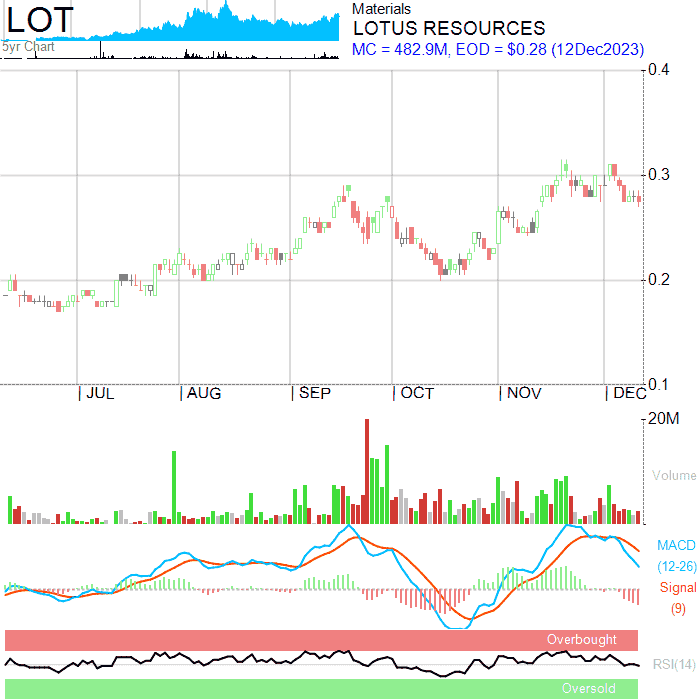 LOT
5yr Chart
Materials
LOTUS RESOURCES
MC = 482.9M, EOD = $0.28 (12Dec2023)
0.4
0.3
0.2
0.1
JUL AUG SEP OCT NOV DEC
20M
Volume
MACD
(12-26)
Signal
(9)
Overbought
RSI(14)
Oversold